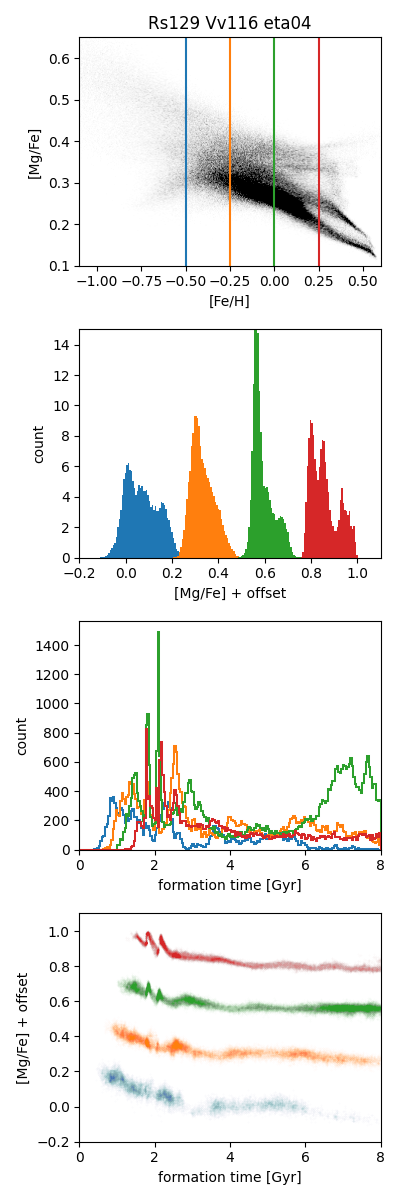 Rs129 Vv116 eta04
0.6
0.5
0.4
0.3
0.2
0.1
[Mg/Fe]
−1.00 −0.75 −0.50 −0.25 0.00 0.25 0.50
[Fe/H]
14
12
10
8
6
4
2
0
count
−0.2 0.0 0.2 0.4 0.6 0.8 1.0
[Mg/Fe] + offset
1400
1200
1000
800
600
400
200
0
count
0 2 4 6 8
formation time [Gyr]
1.0
0.8
0.6
0.4
0.2
0.0
−0.2
[Mg/Fe] + offset
0 2 4 6 8
formation time [Gyr]